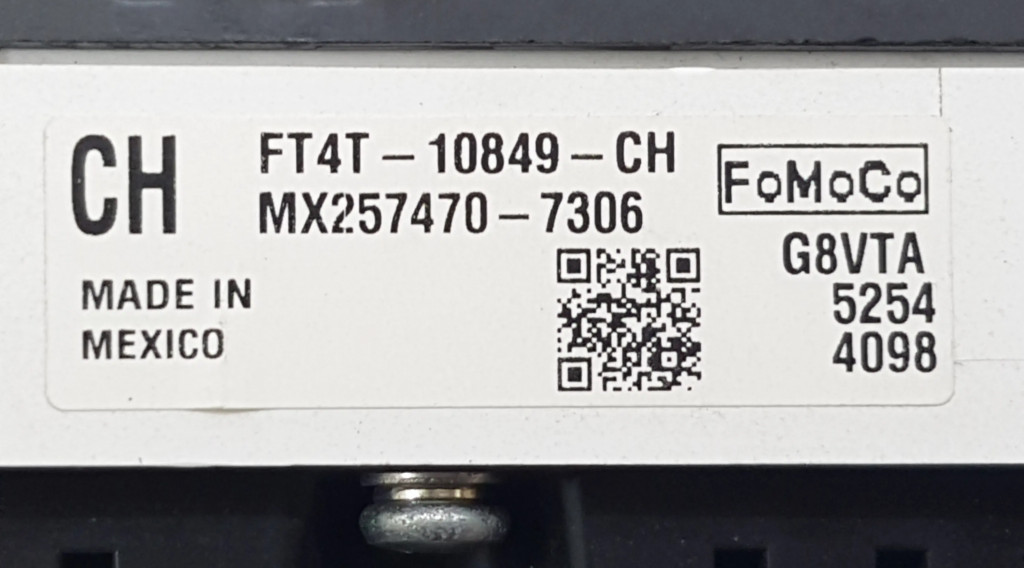 CH
FT4T-10849-CH
MX257470-7306
FoMoCo
G8VTA
5254
4098
MADE IN
MEXICO